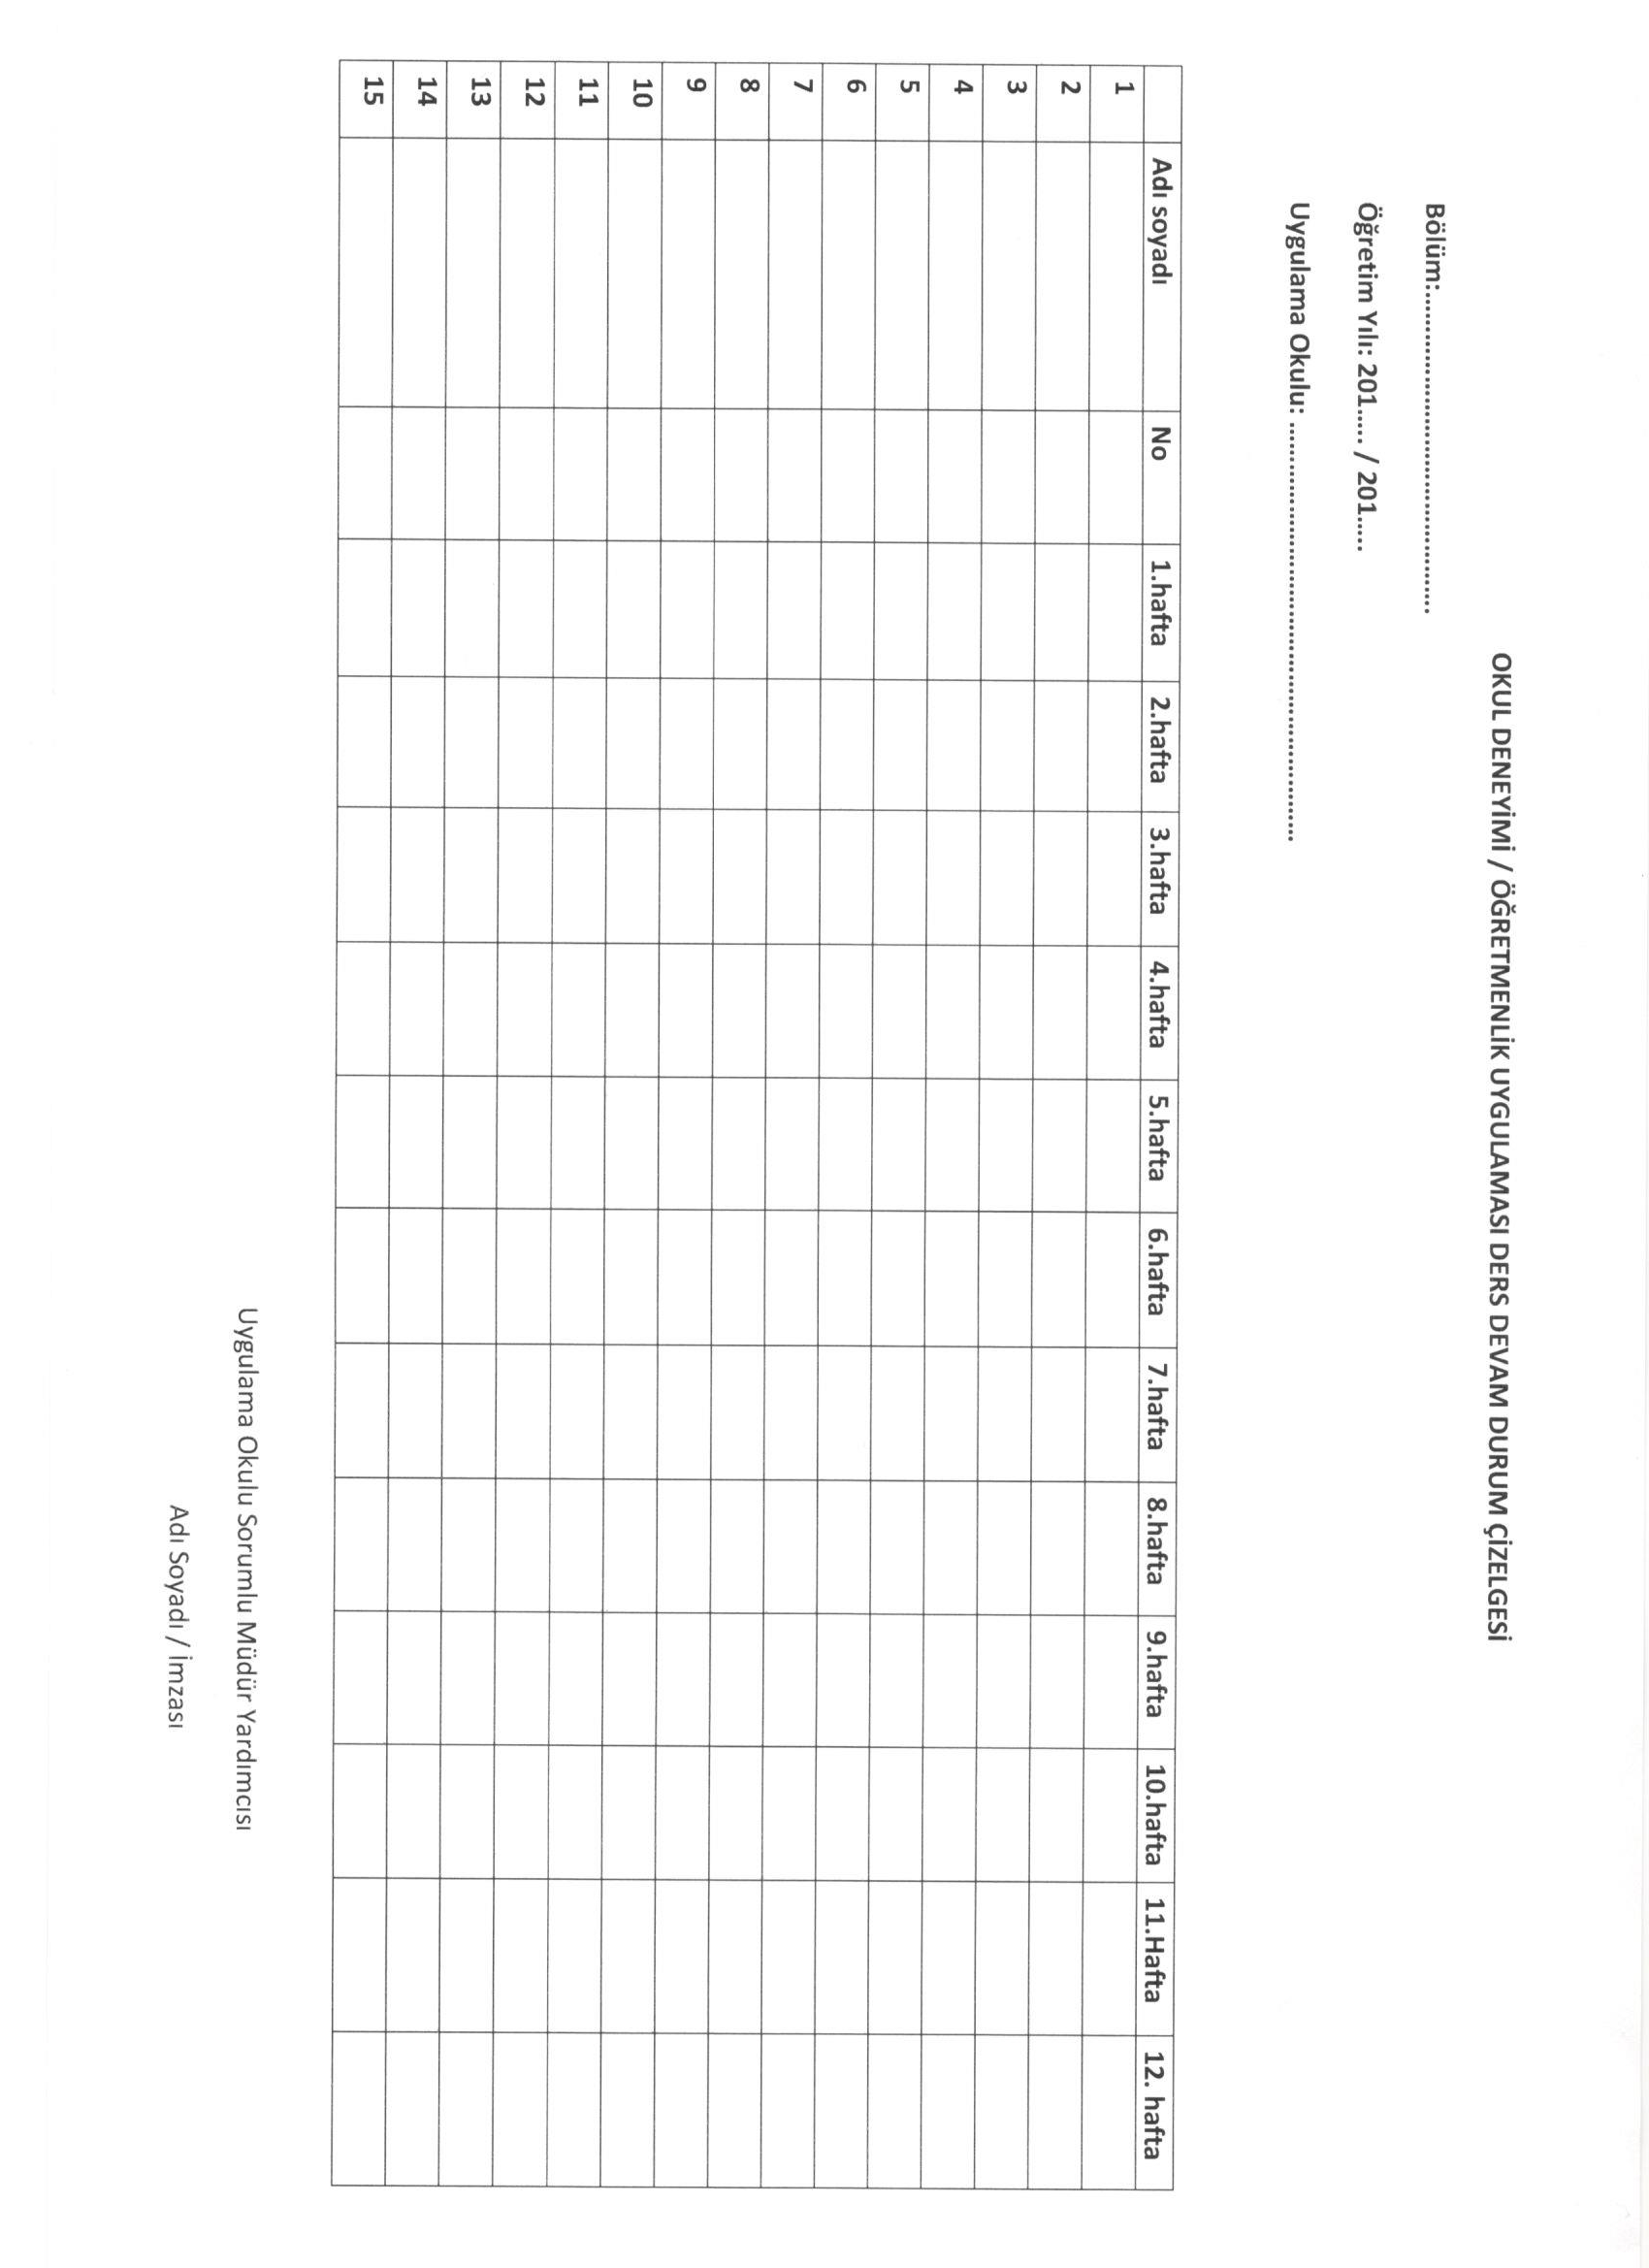 OKUL DENEYİMİ / ÖĞRETMENLİK UYGULAMASI DERS DEVAM DURUM ÇİZELGESİ
Bölüm:......................................................
Öğretim Yılı: 201..... / 201.....
Uygulama Okulu: ..............................................................
Adı soyadı No 1.hafta 2.hafta 3.hafta 4.hafta 5.hafta 6.hafta 7.hafta 8.hafta 9.hafta 10.hafta 11.Hafta 12. hafta
1
2
3
4
5
6
7
8
9
10
11
12
13
14
15
Uygulama Okulu Sorumlu Müdür Yardımcısı
Adı Soyadı / İmzası